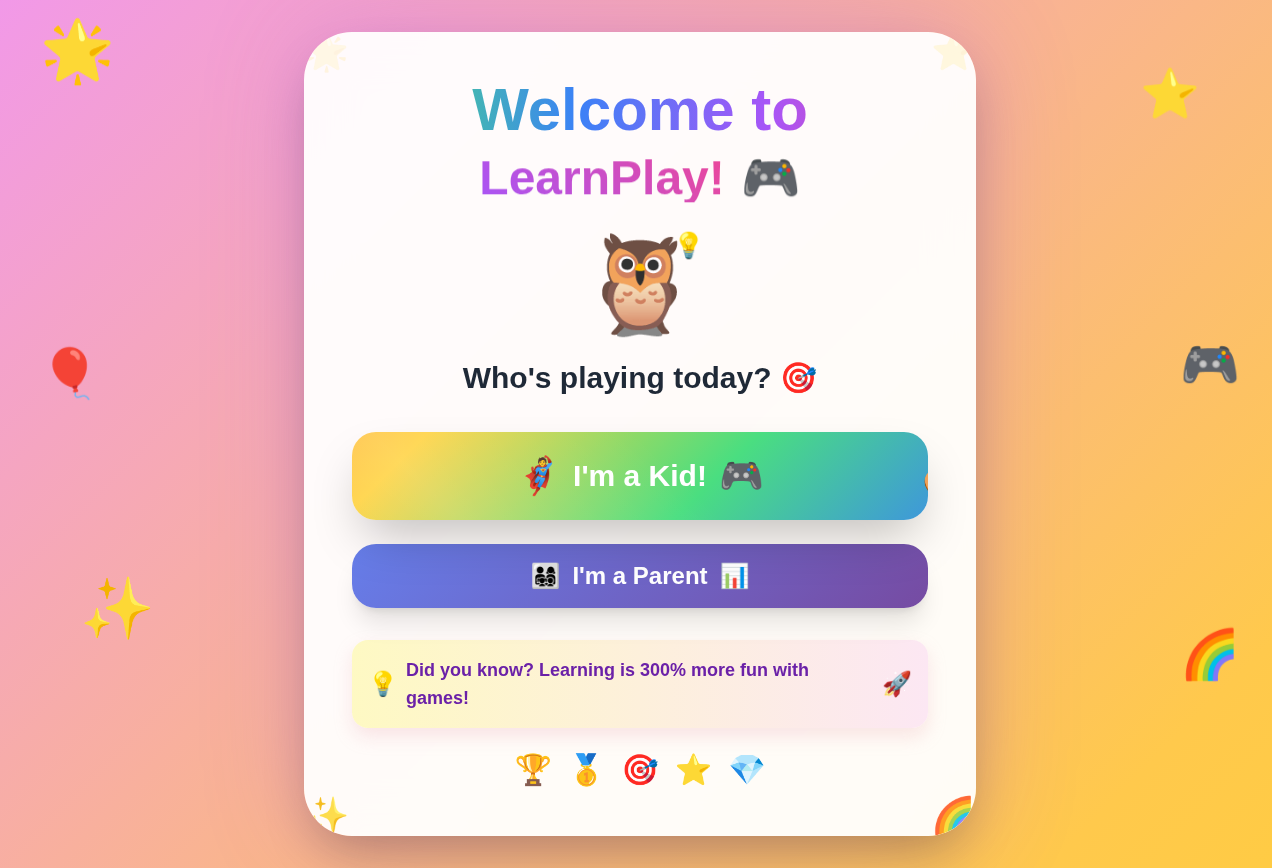 Welcome to
LearnPlay! 🎮
Who's playing today? 🎯
🦸 I'm a Kid! 🎮
👨‍👩‍👧‍👦 I'm a Parent 📊
Did you know? Learning is 300% more fun with
games!